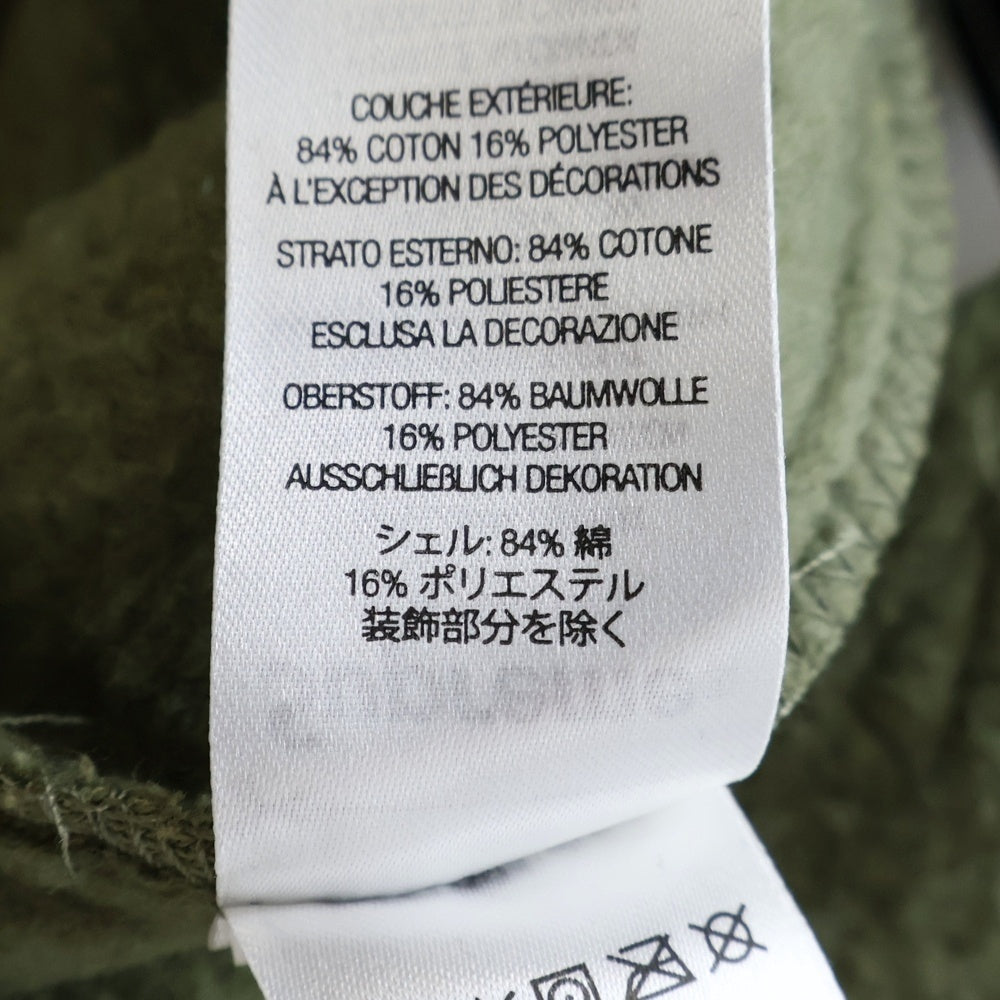 COUCHE EXTÉRIEURE:
84% COTON 16% POLYESTER
À L'EXCEPTION DES DÉCORATIONS
STRATO ESTERNO: 84% COTONE
16% POLIESTERE
ESCLUSA LA DECORAZIONE
OBERSTOFF: 84% BAUMWOLLE
16% POLYESTER
AUSSCHLIEßLICH DEKORATION
シェル: 84% 綿
16% ポリエステル
装飾部分を除く